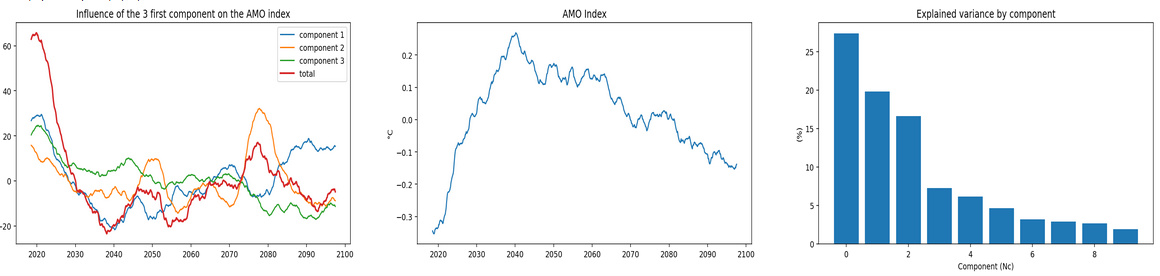 Influence of the 3 first component on the AMO index
component 1
component 2
component 3
total
60
40
20
0
−20
2020 2030 2040 2050 2060 2070 2080 2090 2100
AMO Index
°C
0.2
0.1
0.0
−0.1
−0.2
−0.3
2020 2030 2040 2050 2060 2070 2080 2090 2100
Explained variance by component
(%)
25
20
15
10
5
0
0 2 4 6 8
Component (Nc)